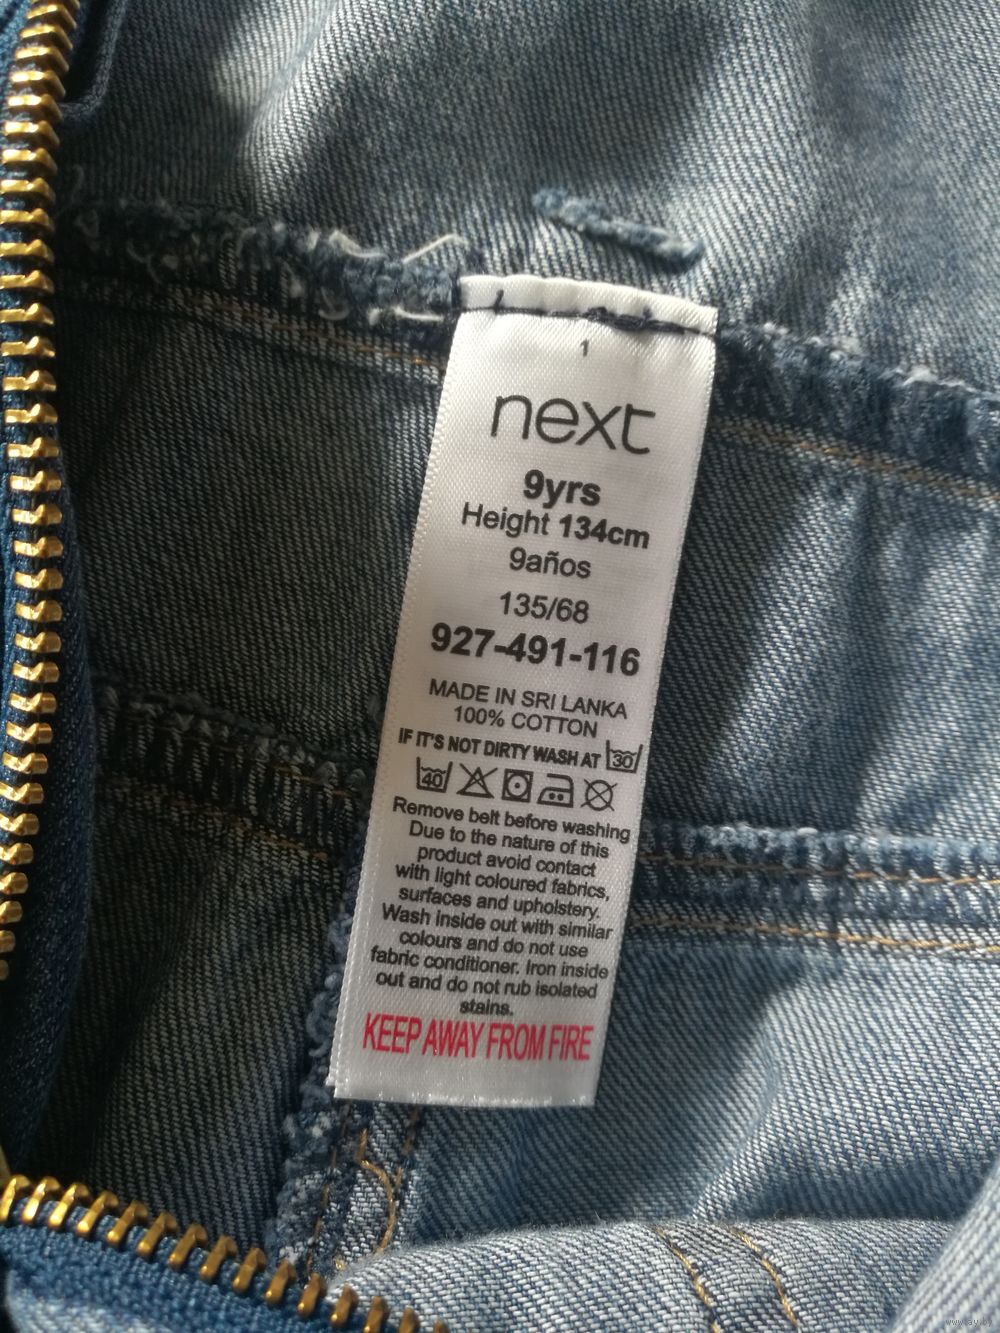 1
next
9yrs
Height 134cm
9años
135/68
927-491-116
MADE IN SRI LANKA
100% COTTON
IF IT'S NOT DIRTY WASH AT 30
40
Remove belt before washing
Due to the nature of this
product avoid contact
with light coloured fabrics,
surfaces and upholstery.
Wash inside out with similar
colours and do not use
fabric conditioner. Iron inside
out and do not rub isolated
stains.
KEEP AWAY FROM FIRE
www.ay.by